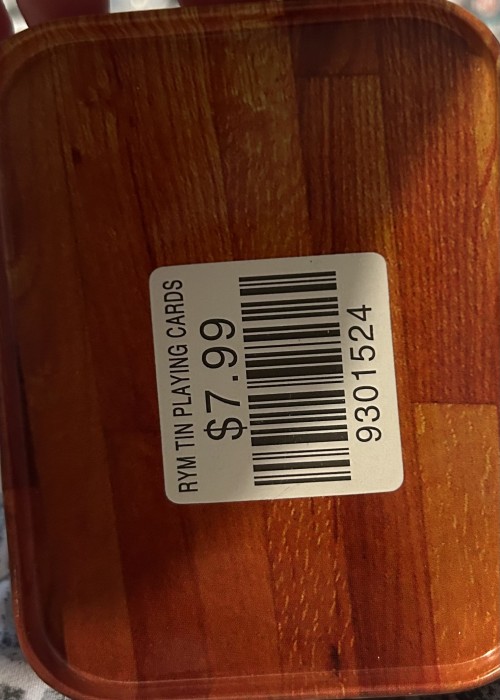 RYM TIN PLAYING CARDS
$7.99
9301524